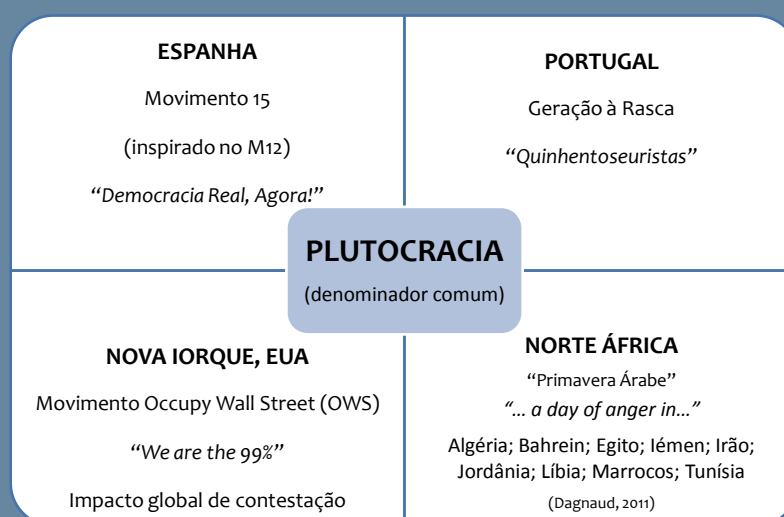 ESPANHA
Movimento 15
(inspirado no M12)
“Democracia Real, Agora!”
PORTUGAL
Geração à Rasca
“Quinhentoseuristas”
PLUTOCRACIA
(denominador comum)
NOVA IORQUE, EUA
Movimento Occupy Wall Street (OWS)
“We are the 99%”
Impacto global de contestação
NORTE ÁFRICA
“Primavera Árabe”
“... a day of anger in...”
Algéria; Bahrein; Egito; Iémen; Irão;
Jordânia; Líbia; Marrocos; Tunísia
(Dagnaud, 2011)